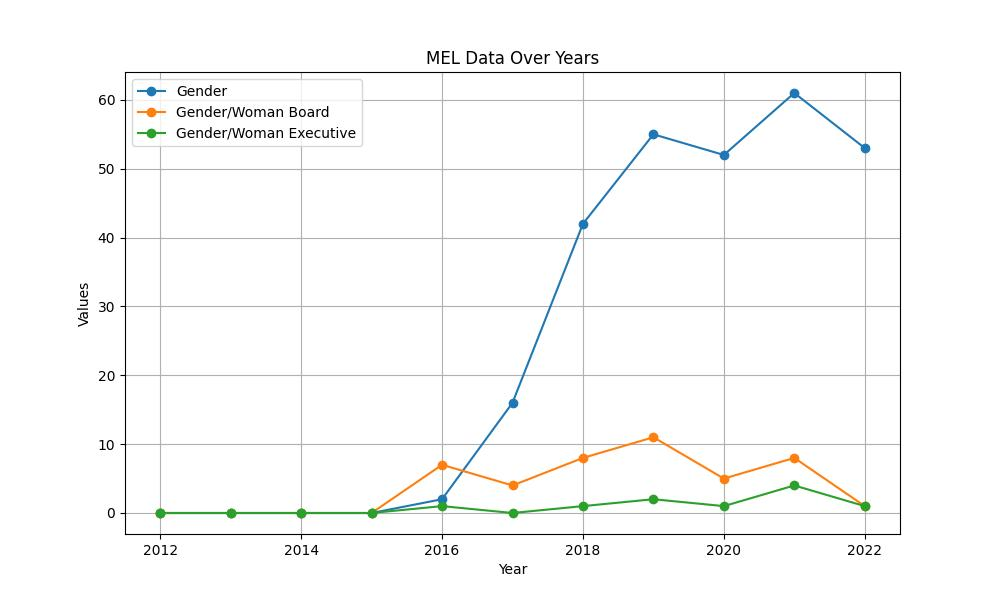 MEL Data Over Years
Gender
Gender/Woman Board
Gender/Woman Executive
60
50
40
30
20
10
0
Values
2012
2014
2016
2018
2020
2022
Year